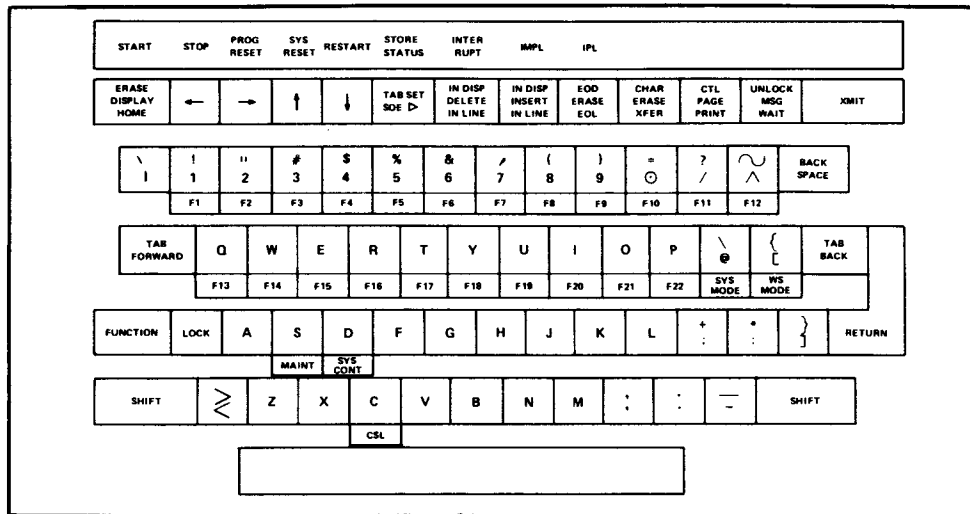 START STOP PROG RESET SYS RESET RESTART STORE STATUS INTER RUPT IMPL IPL
ERASE DISPLAY HOME ← → ↑ ↓ TAB SET SOE ▷ IN DISP DELETE IN LINE IN DISP INSERT IN LINE EOD ERASE EOL CHAR ERASE XFER CTL PAGE PRINT UNLOCK MSG WAIT XMIT
\ ! " # $ % & ( ) = ?
| 1 2 3 4 5 6 7 8 9 ⊙ / ^ BACK SPACE
F1 F2 F3 F4 F5 F6 F7 F8 F9 F10 F11 F12
TAB FORWARD Q W E R T Y U I O P \ @ { [ TAB BACK
F13 F14 F15 F16 F17 F18 F19 F20 F21 F22 SYS MODE WS MODE
FUNCTION LOCK A S D F G H J K L + ; * : } ] RETURN
MAINT SYS CONT
SHIFT > < Z X C V B N M SHIFT
CSL